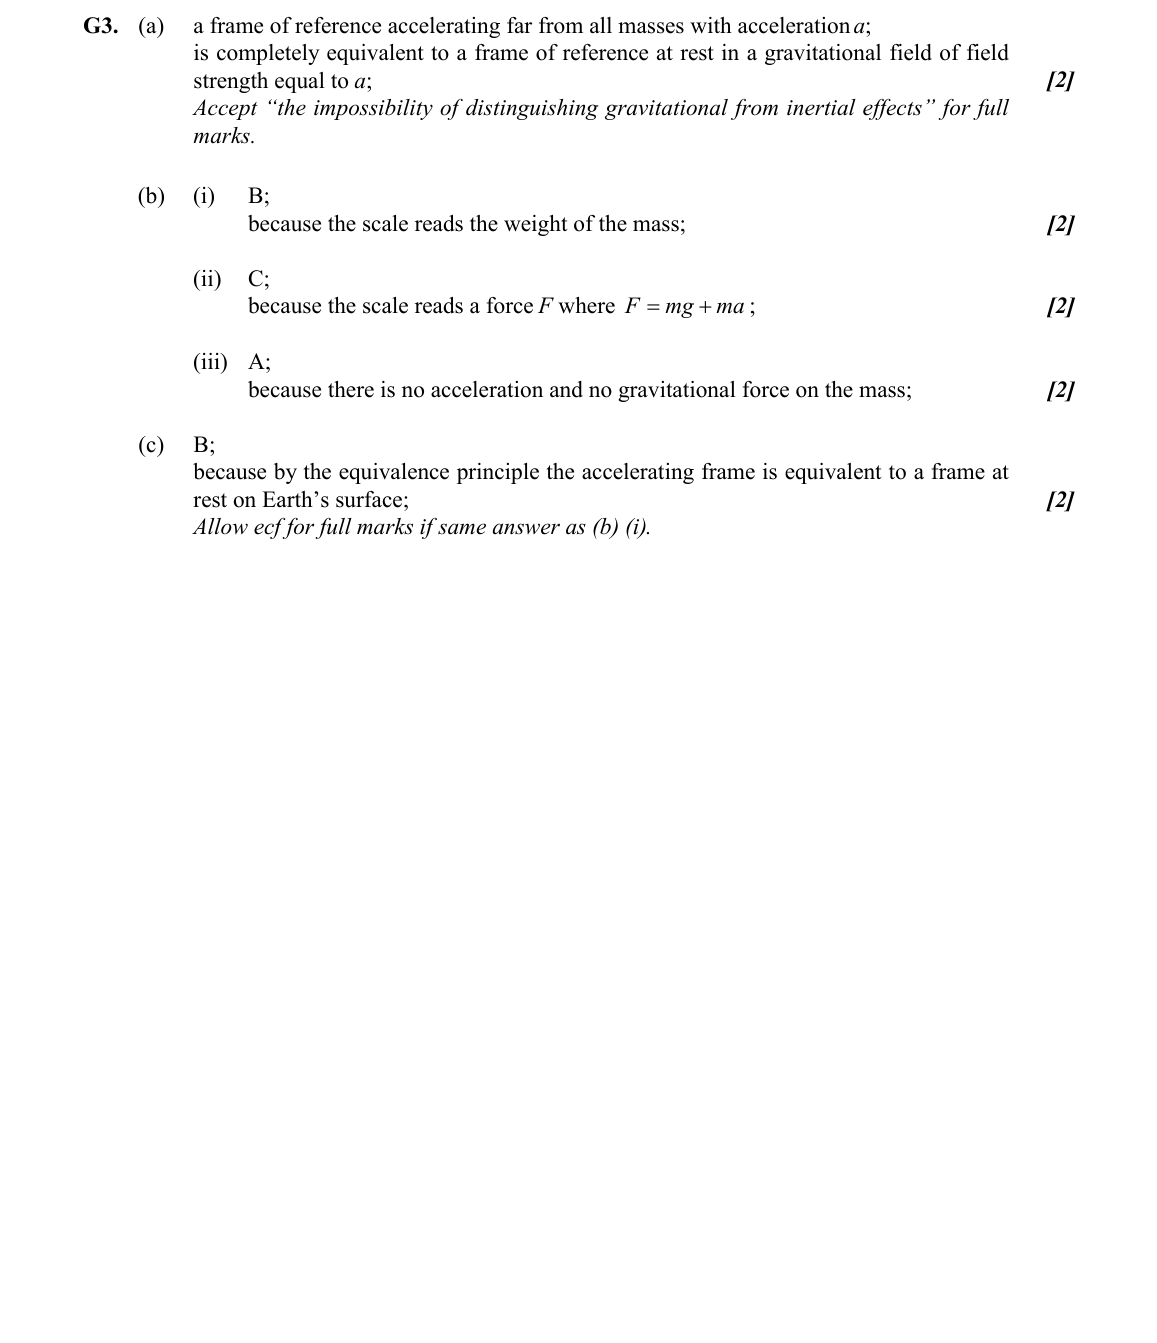 G3. (a) a frame of reference accelerating far from all masses with acceleration a;
is completely equivalent to a frame of reference at rest in a gravitational field of field
strength equal to a; [2]
Accept “the impossibility of distinguishing gravitational from inertial effects” for full
marks.
(b) (i) B;
because the scale reads the weight of the mass; [2]
(ii) C;
because the scale reads a force F where F = mg + ma ; [2]
(iii) A;
because there is no acceleration and no gravitational force on the mass; [2]
(c) B;
because by the equivalence principle the accelerating frame is equivalent to a frame at
rest on Earth’s surface; [2]
Allow ecf for full marks if same answer as (b) (i).